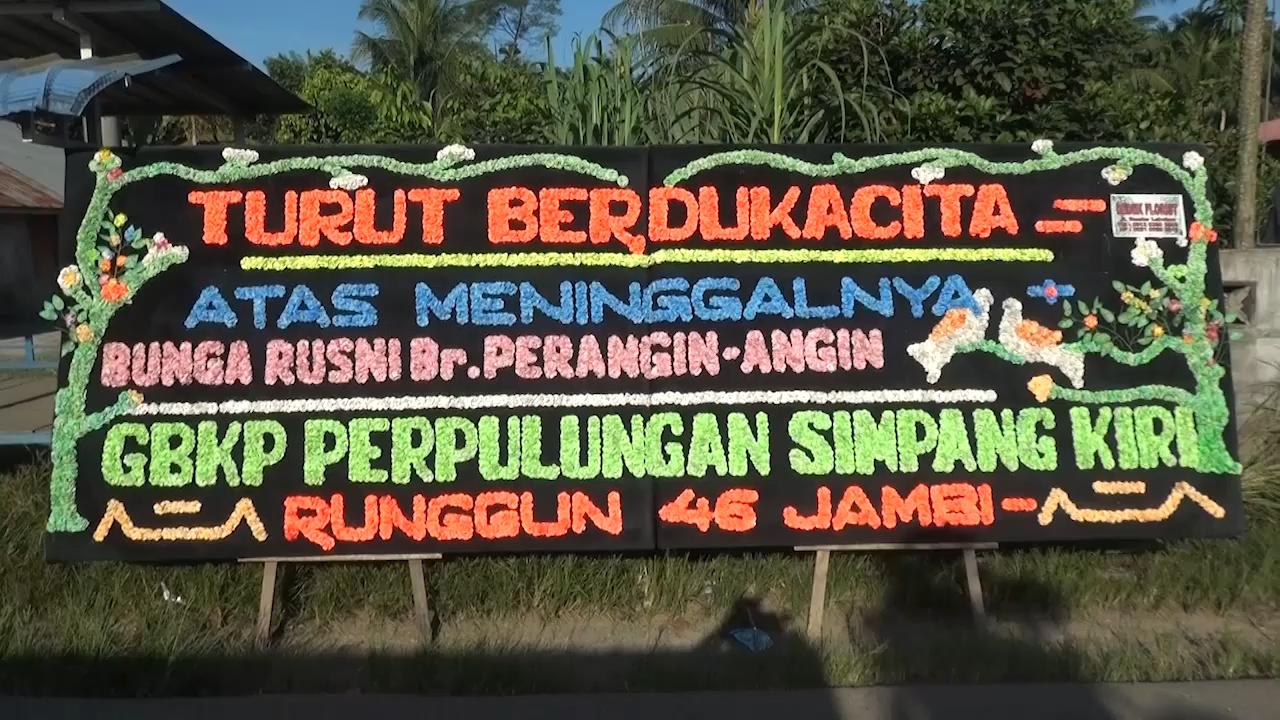 TURUT BERDUKACITA
ATAS MENINGGALNYA
BUNGA RUSNI Br. PERANGIN-ANGIN
GBKP PERPULUNGAN SIMPANG KIRI
RUNGGUN 46 JAMBI